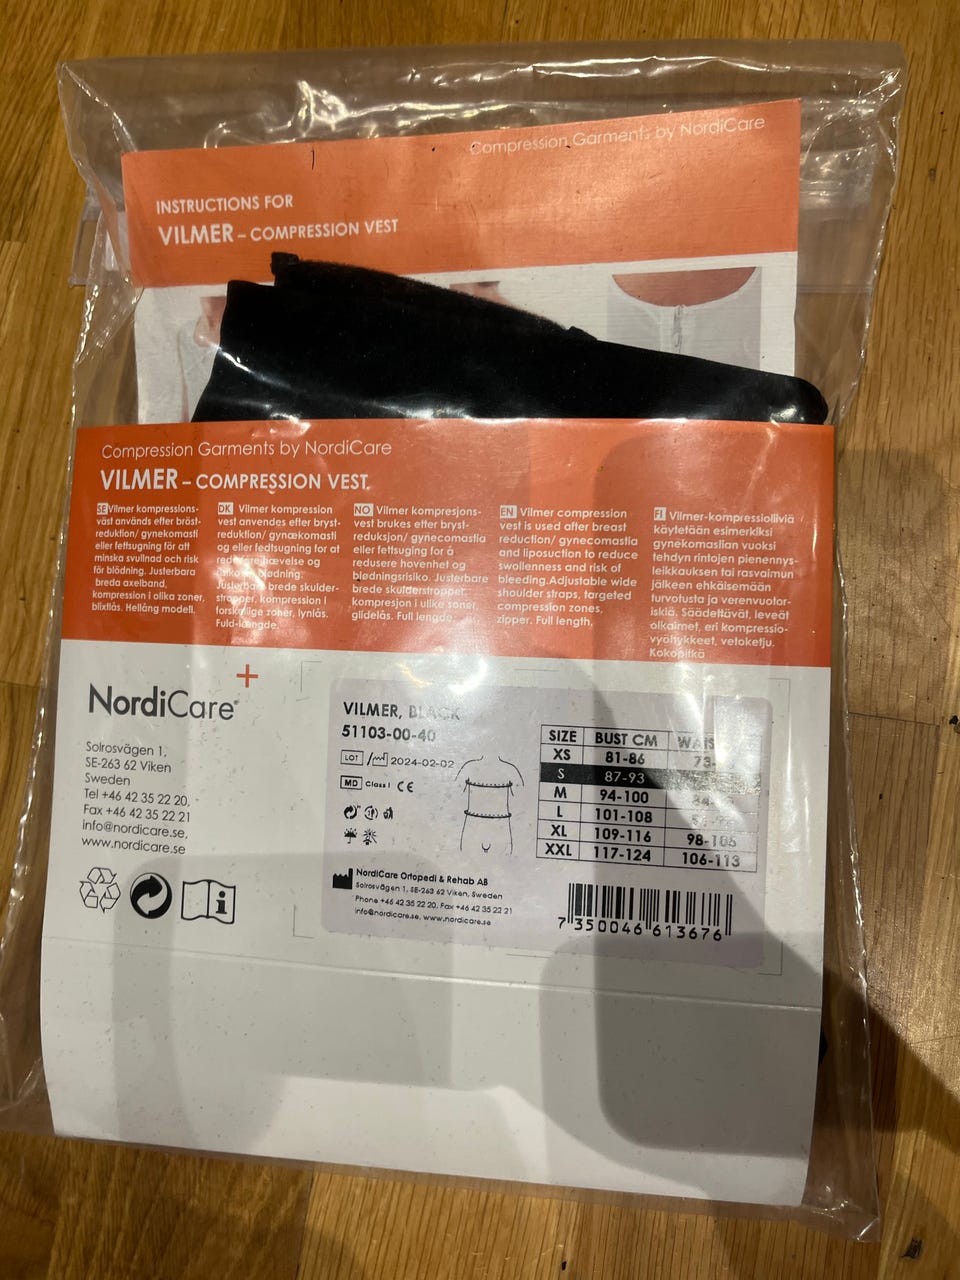 Compression Garments by NordiCare
INSTRUCTIONS FOR
VILMER – COMPRESSION VEST
Compression Garments by NordiCare
VILMER – COMPRESSION VEST
SE Vilmer kompressions-
väst används efter bröst-
reduktion/ gynekomasti
eller fettsugning för att
minska svullnad och risk
för blödning. Justerbara
breda axelband,
kompression i olika zoner,
blixtlås. Hellång modell.
DK Vilmer kompression
vest anvendes efter bryst-
reduktion/ gynækomasti
og eller fedtsugning for at
hævelse og
blødning.
brede skulder-
stropper, kompression i
forskellige zoner, lynlås.
Fuld-længde.
NO Vilmer kompresjons-
vest brukes etter bryst-
reduksjon/ gynecomastia
eller fettsuging for å
redusere hovenhet og
blødningsrisiko. Justerbare
brede skulderstropper,
kompresjon i ulike soner,
glidelås. Full lengde.
EN Vilmer compression
vest is used after breast
reduction/ gynecomastia
and liposuction to reduce
swollenness and risk of
bleeding.Adjustable wide
shoulder straps, targeted
compression zones,
zipper. Full length.
FI Vilmer-kompressioliiviä
käytetään esimerkiksi
gynekomastian vuoksi
tehdyn rintojen pienennys-
leikkauksen tai rasvaimun
jälkeen ehkäisemään
turvotusta ja verenvuotor-
iskiä. Säädettävät, leveät
olkaimet, eri kompressio-
vyöhykkeet, vetoketju.
Kokopitkä
NordiCare
Solrosvägen 1,
SE-263 62 Viken
Sweden
Tel +46 42 35 22 20,
Fax +46 42 35 22 21
info@nordicare.se,
www.nordicare.se
VILMER, BLACK
51103-00-40
LOT / 2024-02-02
MD Class I CE
SIZE BUST CM
XS 81-86
S 87-93
M 94-100
L 101-108
XL 109-116 98-105
XXL 117-124 106-113
NordiCare Ortopedi & Rehab AB
Solrosvägen 1, SE-263 62 Viken, Sweden
Phone +46 42 35 22 20, Fax +46 42 35 22 21
info@nordicare.se, www.nordicare.se
7 350046 613676